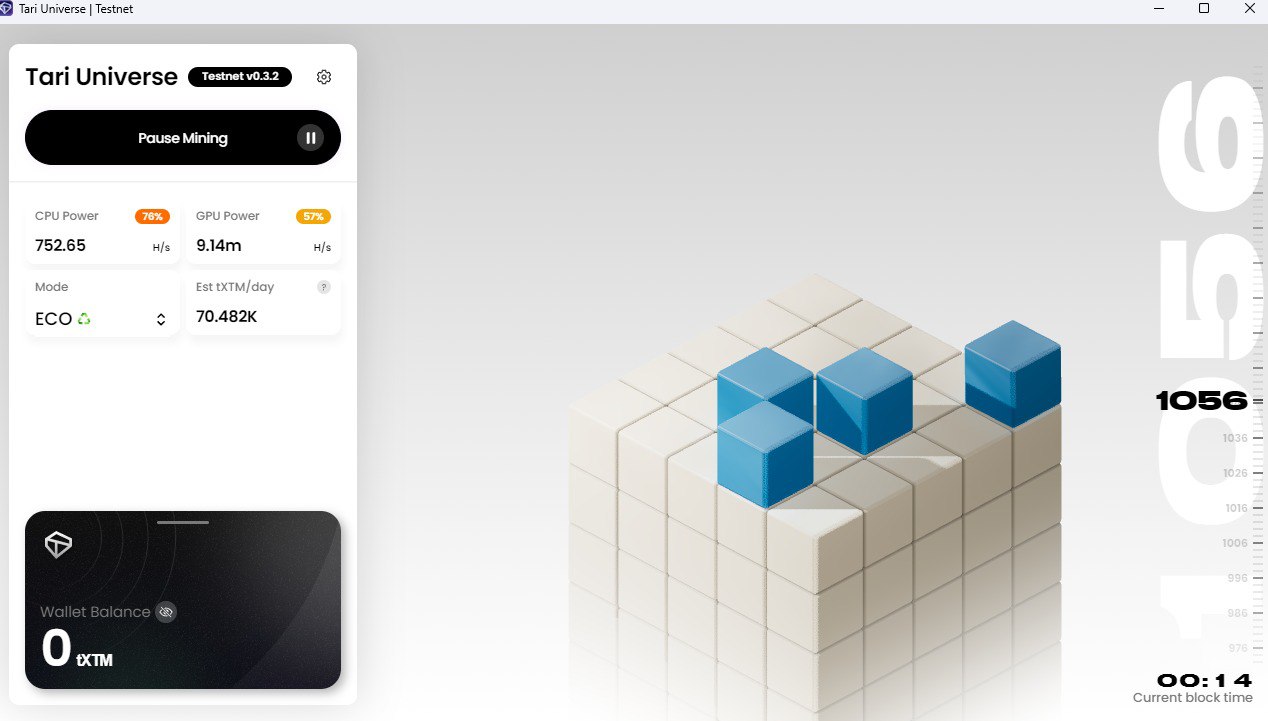 Tari Universe | Testnet
Tari Universe Testnet v0.3.2
Pause Mining
CPU Power 76%
752.65 H/s
GPU Power 57%
9.14m H/s
Mode
ECO
Est tXTM/day ?
70.482K
Wallet Balance
0 tXTM
1056
1056
1036
1026
1016
1006
996
986
976
00:14
Current block time